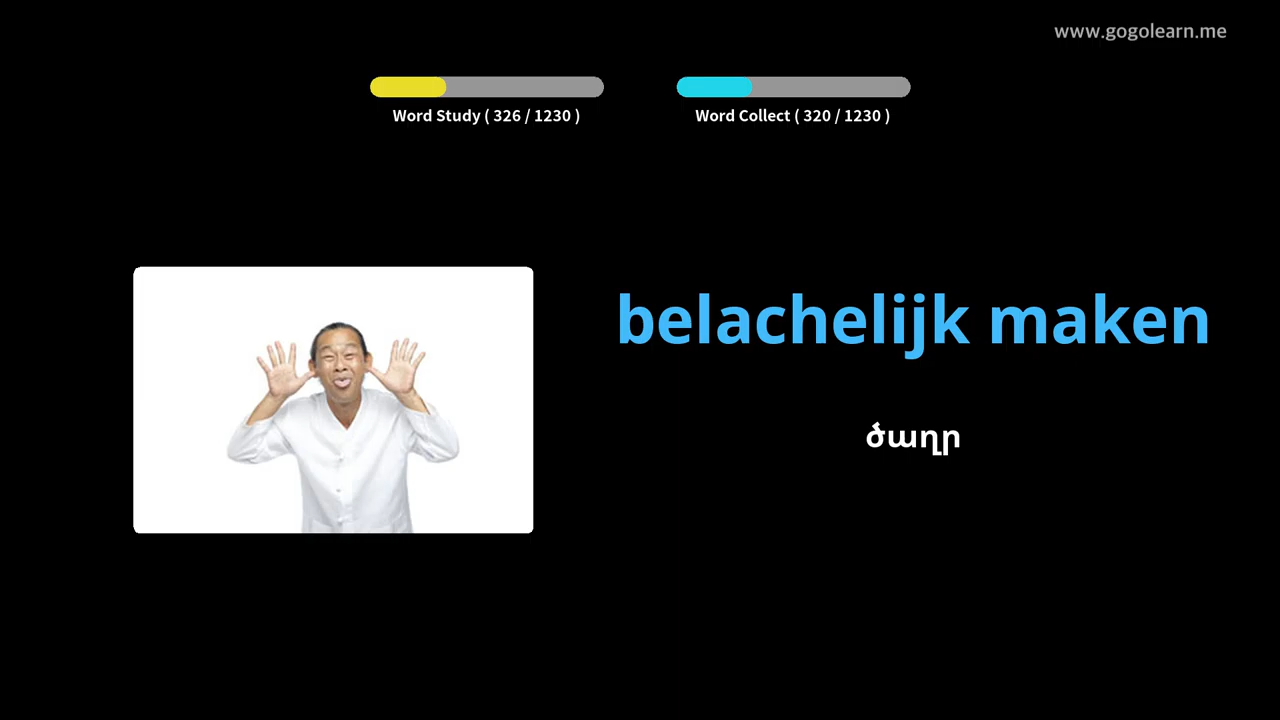 www.gogolearn.me
Word Study ( 326 / 1230 )
Word Collect ( 320 / 1230 )
belachelijk maken
ծաղր